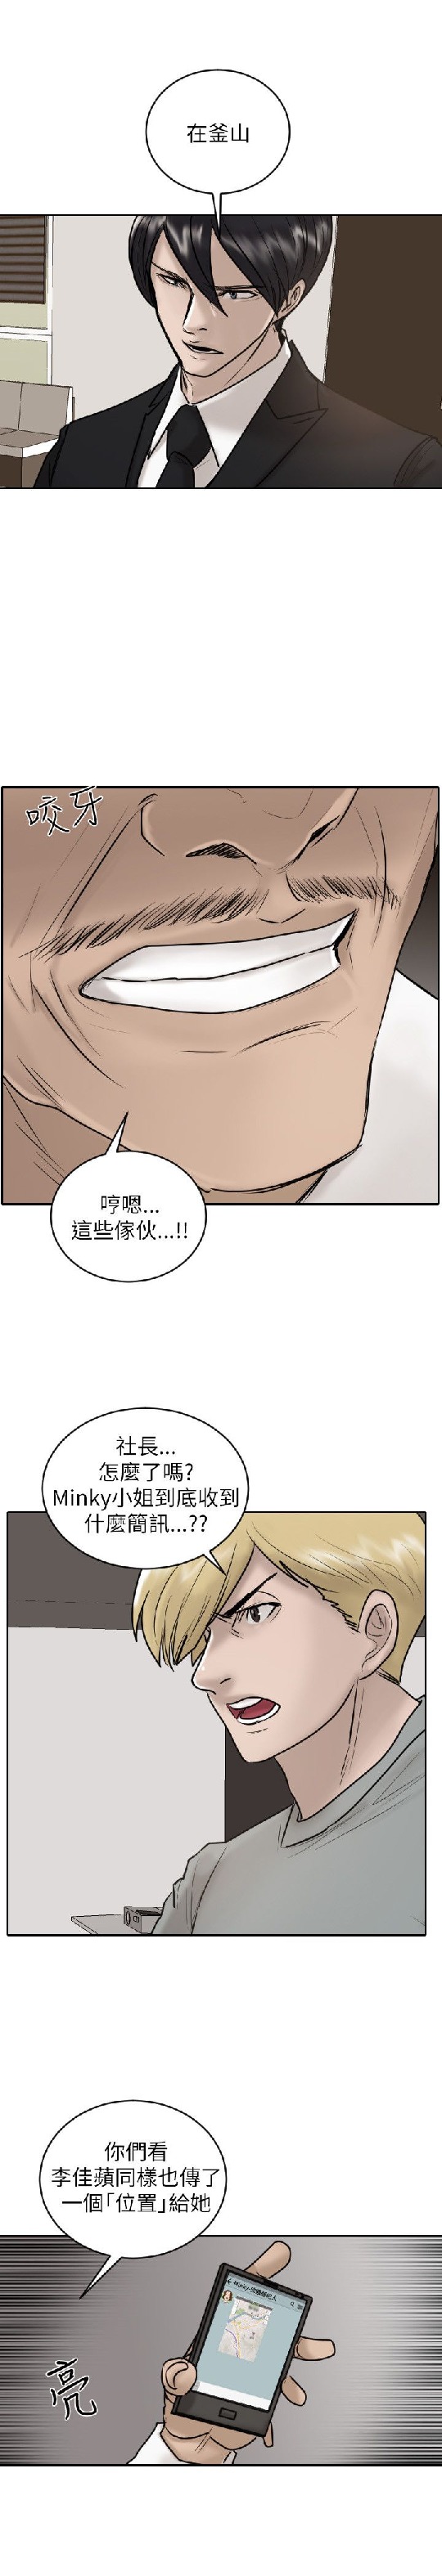 在釜山
咬牙
哼嗯...
這些傢伙...!!
社長...
怎麼了嗎?
Minky小姐到底收到
什麼簡訊...??
你們看
李佳蘋同樣也傳了
一個「位置」給她
亮